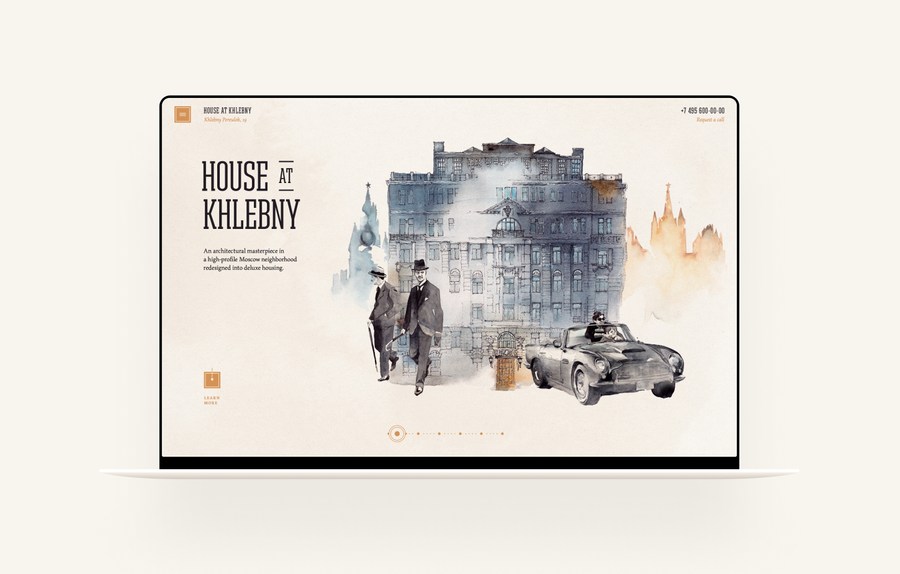 HOUSE AT KHLEBNY
Khlebny Pereulok, 19
+7 495 600-00-00
Request a call
HOUSE AT
KHLEBNY
An architectural masterpiece in
a high-profile Moscow neighborhood
redesigned into deluxe housing.
LEARN
MORE